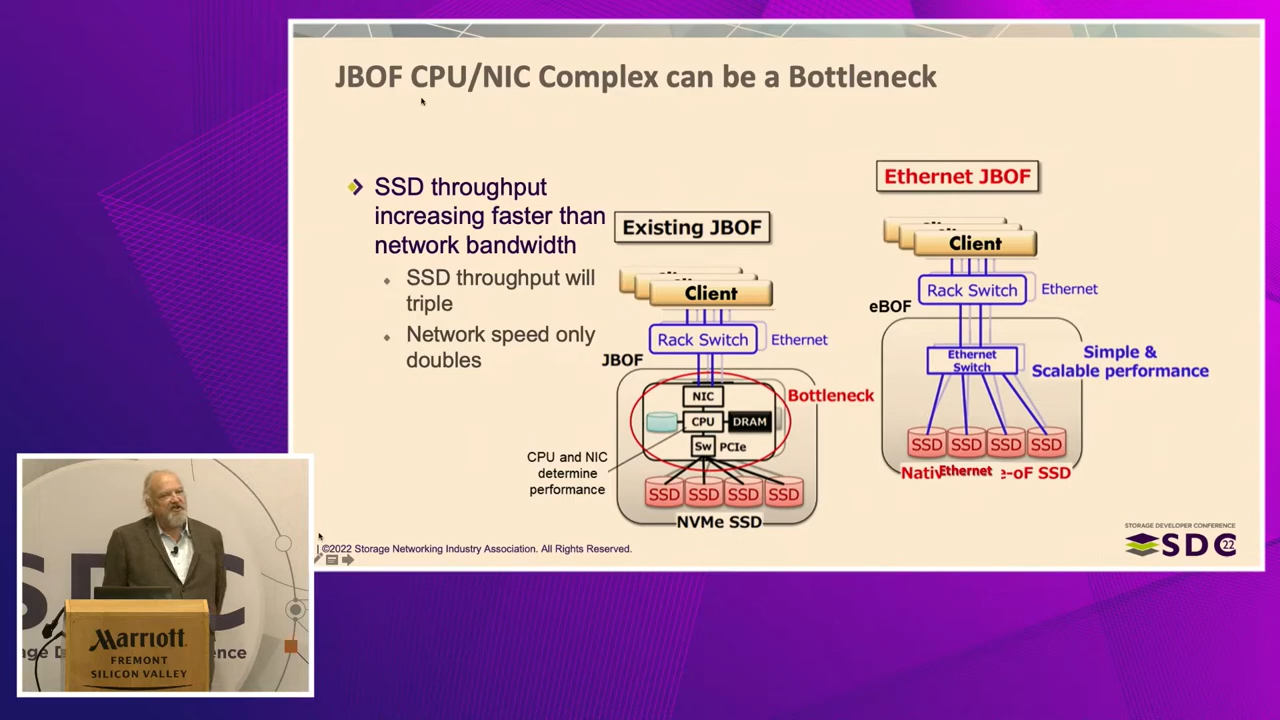 JBOF CPU/NIC Complex can be a Bottleneck
SSD throughput
increasing faster than
network bandwidth
SSD throughput will
triple
Network speed only
doubles
Existing JBOF
Client
Rack Switch
Ethernet
JBOF
NIC
CPU
DRAM
Sw
PCIe
Bottleneck
CPU and NIC
determine
performance
SSD SSD SSD SSD
NVMe SSD
Ethernet JBOF
Client
Rack Switch
Ethernet
eBOF
Ethernet
Switch
Simple &
Scalable performance
SSD SSD SSD SSD
Ethernet
-oF SSD
| ©2022 Storage Networking Industry Association. All Rights Reserved.
STORAGE DEVELOPER CONFERENCE
SDC
22
Marriott
FREMONT
SILICON VALLEY